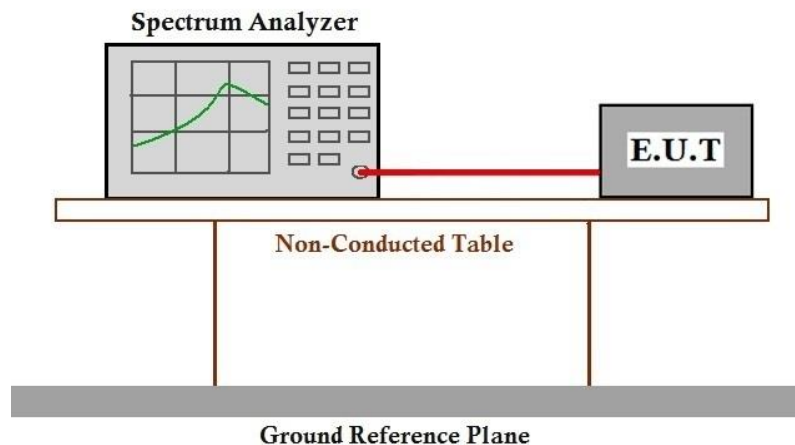 Spectrum Analyzer
E.U.T
Non-Conducted Table
Ground Reference Plane